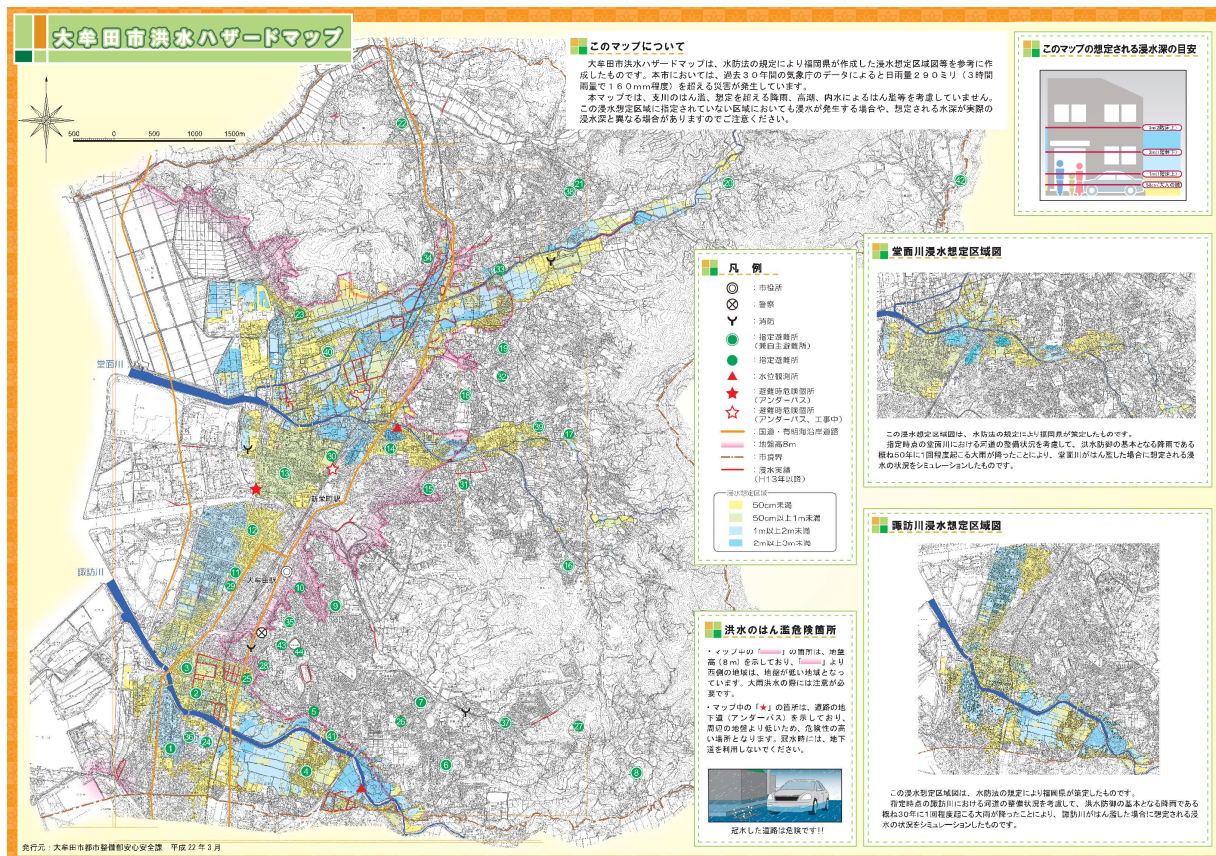 大牟田市洪水ハザードマップ
このマップについて
大牟田市洪水ハザードマップは、水防法の規定により福岡県が作成した浸水想定区域図等を参考に作
成したものです。本市においては、過去30年間の気象庁のデータによると日雨量290ミリ(3時間
雨量で160mm程度)を超える災害が発生しています。
本マップでは、支川のはん濫、想定を超える降雨、高潮、内水によるはん濫等を考慮していません。
この浸水想定区域に指定されていない区域においても浸水が発生する場合や、想定される水深が実際の
浸水深と異なる場合がありますのでご注意ください。
このマップの想定される浸水深の目安
500 0 500 1000 1500m
堂面川
諏訪川
新栄町駅
大牟田駅
凡 例
:市役所
:警察
:消防
:指定避難所
(兼自主避難所)
:指定避難所
:水位観測所
:避難時危険箇所
(アンダーパス)
:避難時危険箇所
(アンダーパス、工事中)
:国道・有明海沿岸道路
:地盤高8m
:市境界
:浸水実績
(H13年以降)
浸水想定区域
50cm未満
50cm以上1m未満
1m以上2m未満
2m以上3m未満
堂面川浸水想定区域図
この浸水想定区域図は、水防法の規定により福岡県が策定したものです。
指定時点の堂面川における河道の整備状況を考慮して、洪水防御の基本となる降雨である
概ね50年に1回程度起こる大雨が降ったことにより、堂面川がはん濫した場合に想定される浸
水の状況をシミュレーションしたものです。
諏訪川浸水想定区域図
この浸水想定区域図は、水防法の規定により福岡県が策定したものです。
指定時点の諏訪川における河道の整備状況を考慮して、洪水防御の基本となる降雨である
概ね30年に1回程度起こる大雨が降ったことにより、諏訪川がはん濫した場合に想定される浸
水の状況をシミュレーションしたものです。
洪水のはん濫危険箇所
・マップ中の「 」の箇所は、地盤
高(8m)を示しており、「 」より
西側の地域は、地盤が低い地域となっ
ています。大雨洪水の際には注意が必
要です。
・マップ中の「★」の箇所は、道路の地
下道(アンダーパス)を示しており、
周辺の地盤より低いため、危険性の高
い場所となります。冠水時には、地下
道を利用しないでください。
冠水した道路は危険です!!
発行元:大牟田市都市整備部安心安全課 平成22年3月